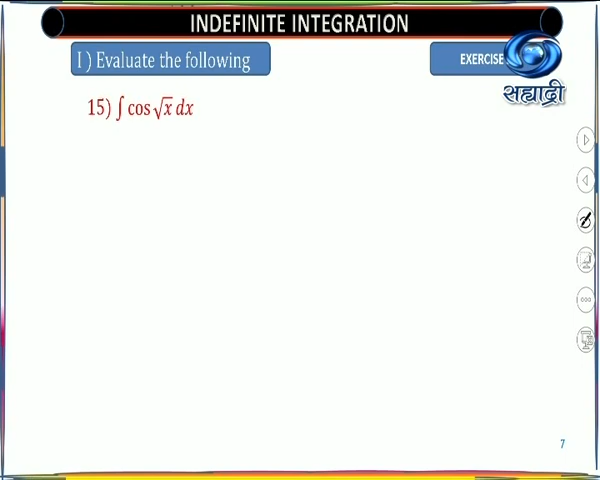 INDEFINITE INTEGRATION
I ) Evaluate the following
EXERCISE
सह्याद्री
15) ∫ cos √x dx
7